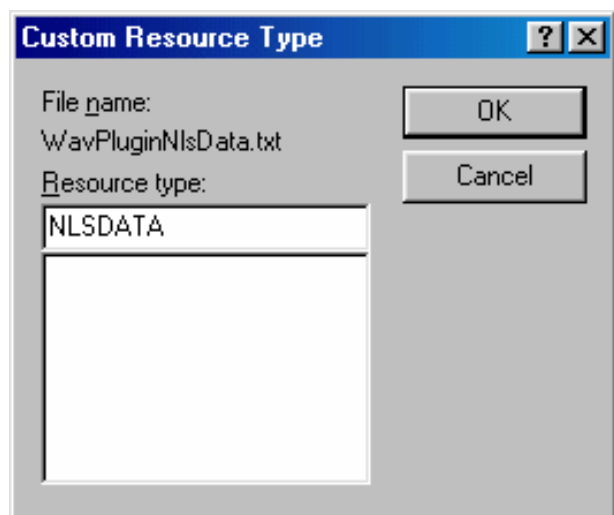 Custom Resource Type
File name:
WavPluginNlsData.txt
Resource type:
NLSDATA
OK
Cancel